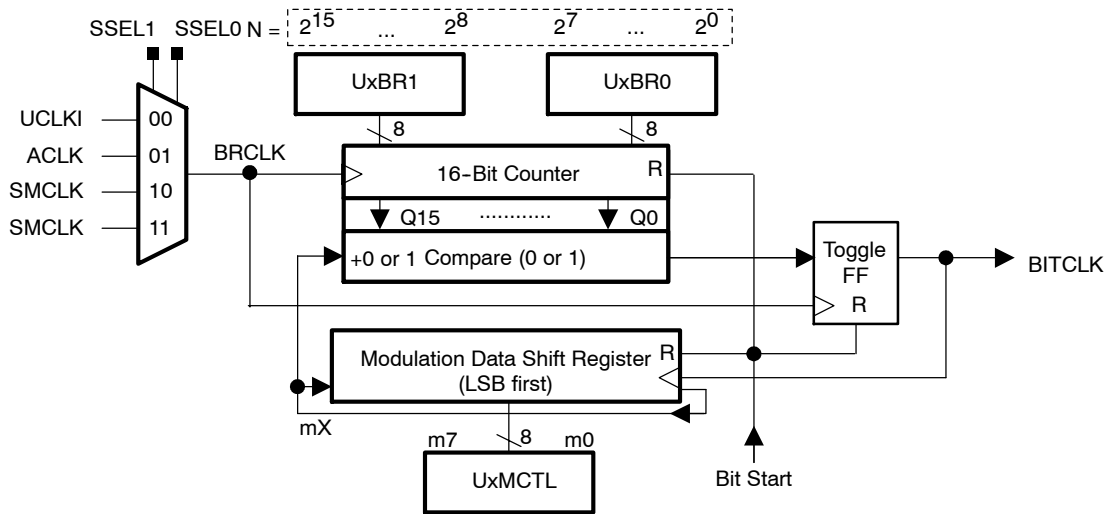 SSEL1 SSEL0 N = 2^15 ... 2^8 2^7 ... 2^0
UxBR1 UxBR0
8 8
UCLKI 00
ACLK 01
SMCLK 10
SMCLK 11
BRCLK
16-Bit Counter R
Q15 ............ Q0
+0 or 1 Compare (0 or 1)
Toggle
FF
R
BITCLK
Modulation Data Shift Register R
(LSB first)
mX
m7 8 m0
UxMCTL
Bit Start